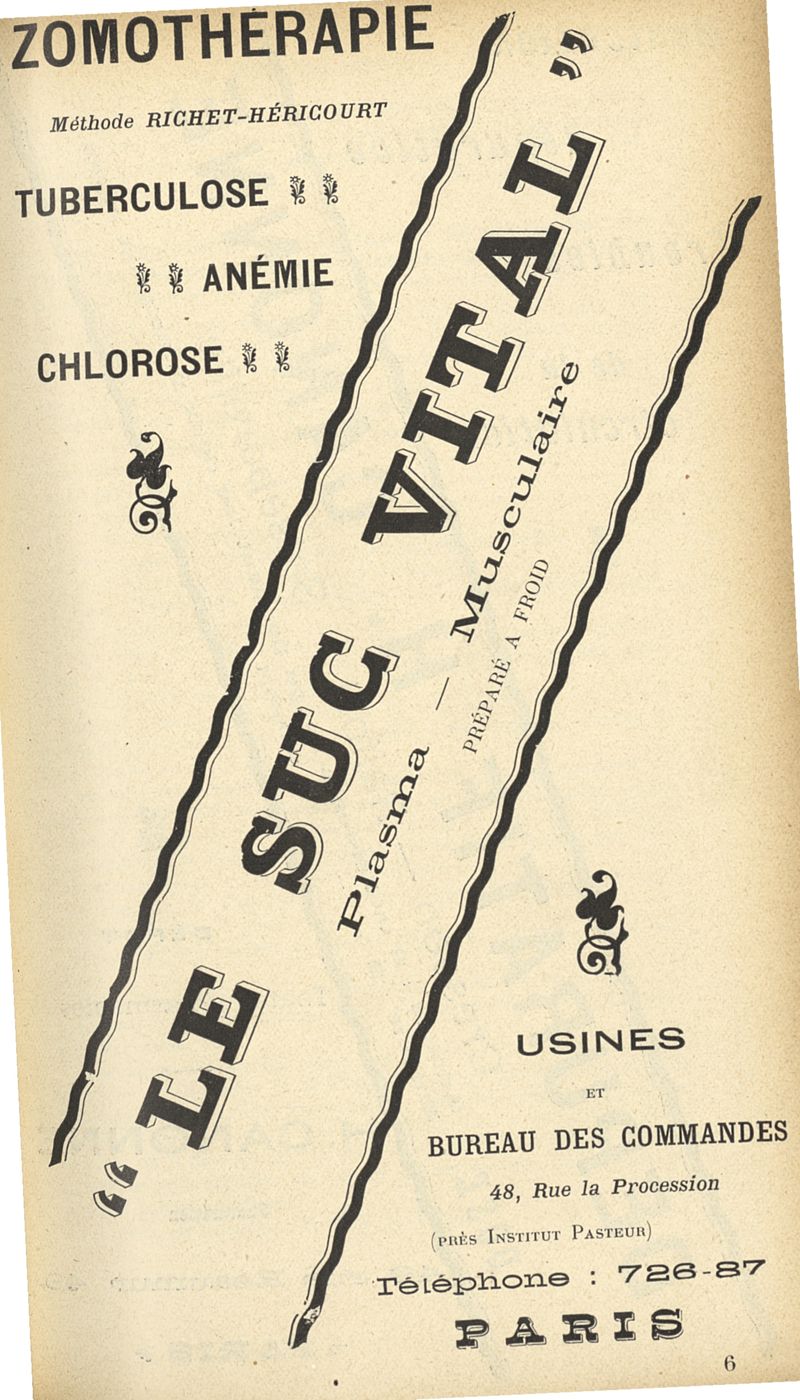 ZOMOTHÉRAPIE
Méthode RICHET-HÉRICOURT
TUBERCULOSE
ANÉMIE
CHLOROSE
“LE SUC VITAL”
Plasma — Musculaire
PRÉPARÉ A FROID
USINES
ET
BUREAU DES COMMANDES
48, Rue la Procession
(PRÈS INSTITUT PASTEUR)
Téléphone : 726-87
PARIS
6